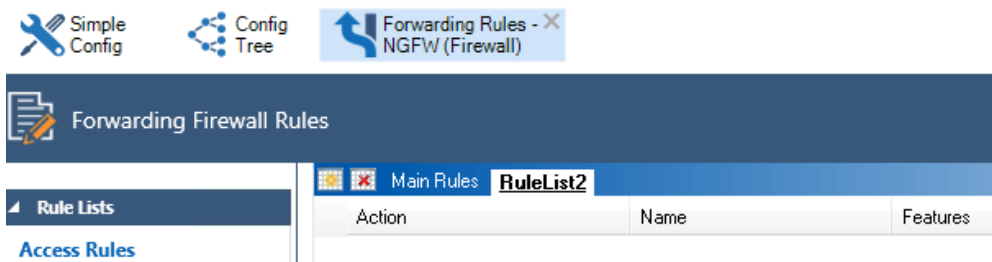 Simple
Config
Config
Tree
Forwarding Rules -
NGFW (Firewall)
Forwarding Firewall Rules
Rule Lists
Access Rules
Main Rules RuleList2
Action Name Features